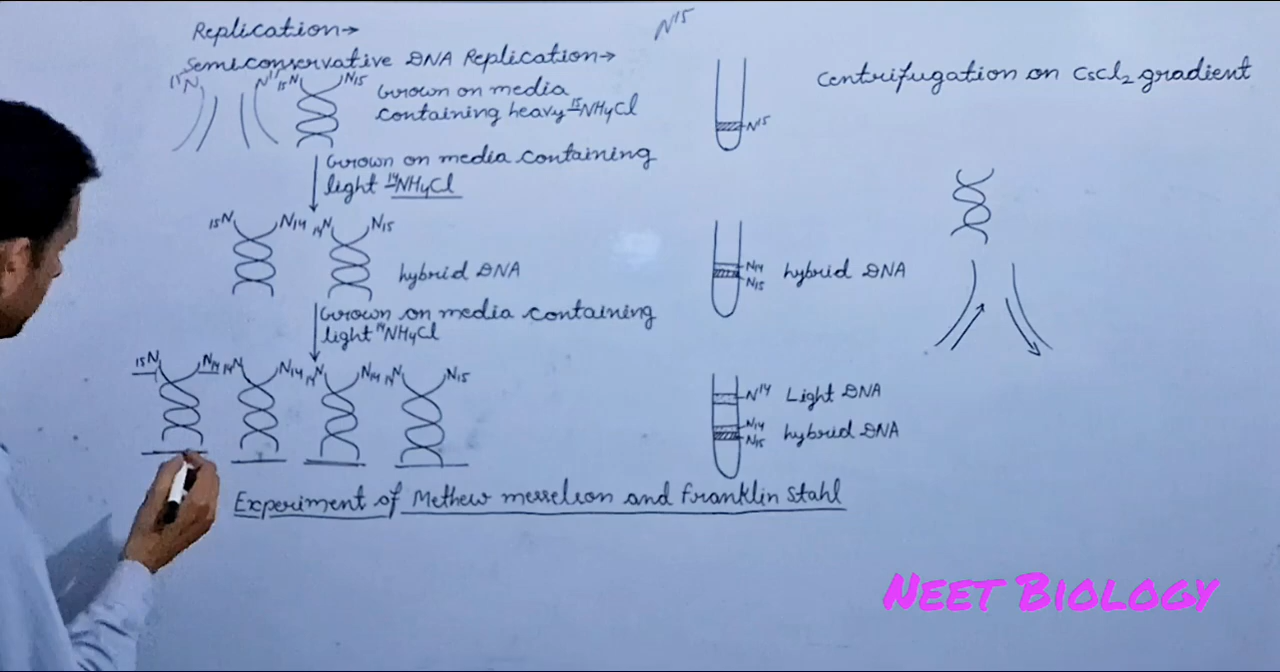 Replication→
N15
Semiconservative DNA Replication→
15N N15 15N N15
Grown on media
containing heavy 15NH4Cl
N15
Centrifugation on CsCl2 gradient
Grown on media containing
light 14NH4Cl
15N N14 14N N15
hybrid DNA
N14
N15
hybrid DNA
Grown on media containing
light 14NH4Cl
15N N14 14N N14 14N N14 14N N15
N14 Light DNA
N14
N15
hybrid DNA
Experiment of Methew messelson and Franklin Stahl
Neet Biology